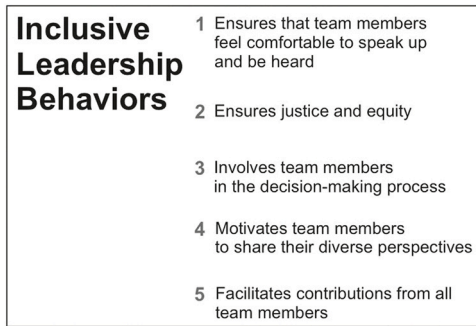 Inclusive
Leadership
Behaviors
1 Ensures that team members
feel comfortable to speak up
and be heard
2 Ensures justice and equity
3 Involves team members
in the decision-making process
4 Motivates team members
to share their diverse perspectives
5 Facilitates contributions from all
team members